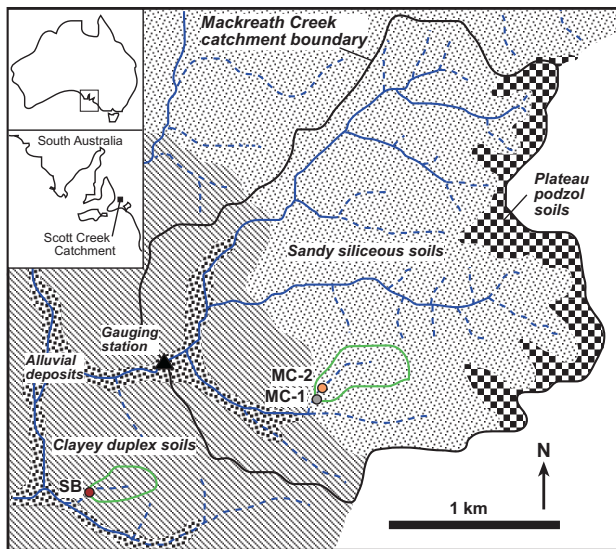 Mackreath Creek
catchment boundary
South Australia
Scott Creek
Catchment
Plateau
podzol
soils
Sandy siliceous soils
Gauging
station
Alluvial
deposits
MC-2
MC-1
Clayey duplex soils
SB
N
1 km